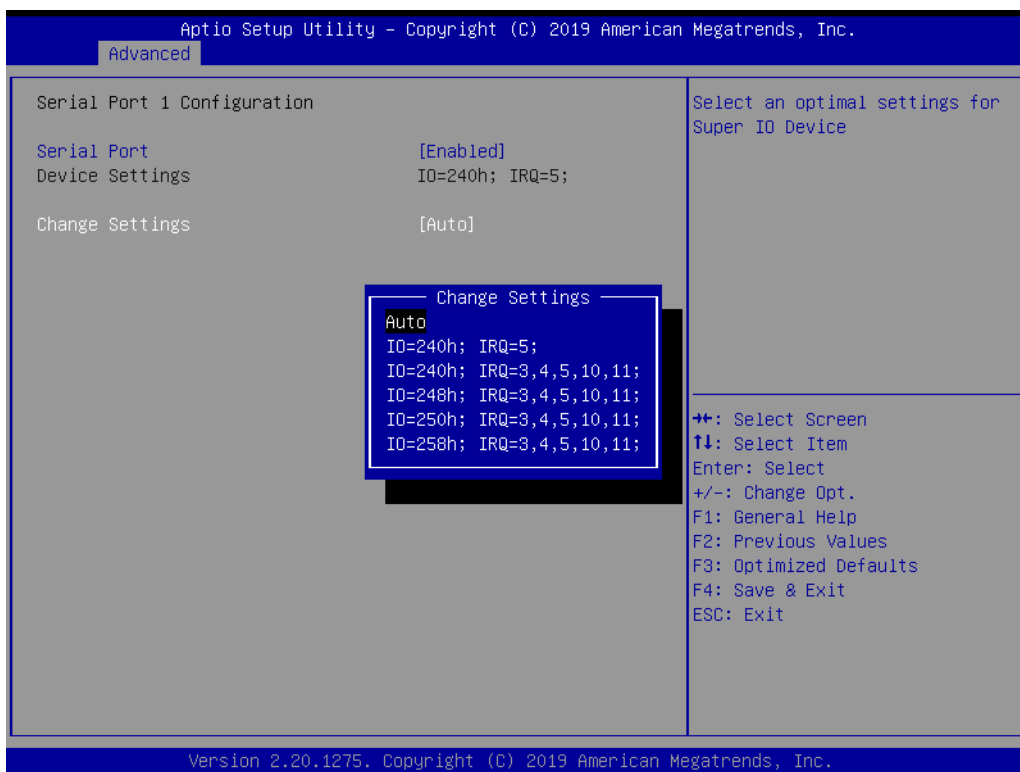 Aptio Setup Utility – Copyright (C) 2019 American Megatrends, Inc.
Advanced
Serial Port 1 Configuration
Serial Port [Enabled]
Device Settings IO=240h; IRQ=5;
Change Settings [Auto]
Change Settings
Auto
IO=240h; IRQ=5;
IO=240h; IRQ=3,4,5,10,11;
IO=248h; IRQ=3,4,5,10,11;
IO=250h; IRQ=3,4,5,10,11;
IO=258h; IRQ=3,4,5,10,11;
Select an optimal settings for
Super IO Device
→←: Select Screen
↑↓: Select Item
Enter: Select
+/-: Change Opt.
F1: General Help
F2: Previous Values
F3: Optimized Defaults
F4: Save & Exit
ESC: Exit
Version 2.20.1275. Copyright (C) 2019 American Megatrends, Inc.